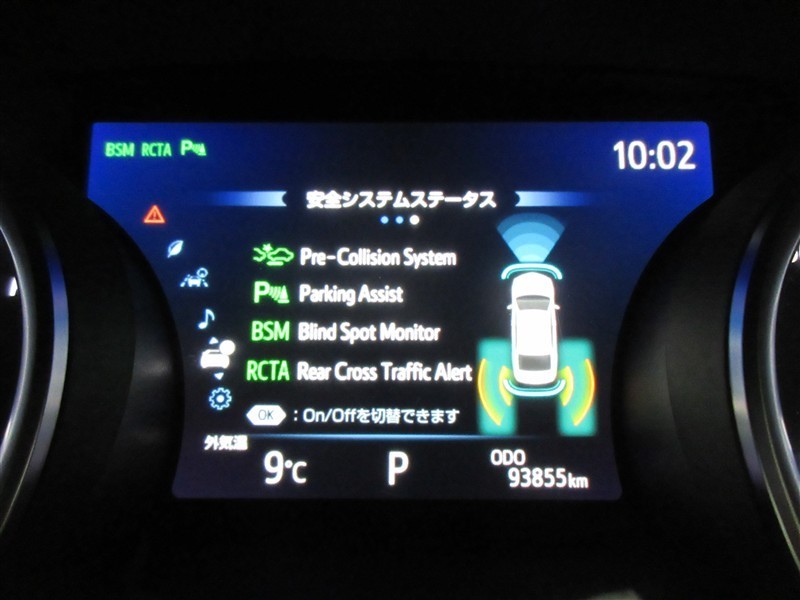 BSM RCTA P 10:02
安全システムステータス
Pre-Collision System
P Parking Assist
BSM Blind Spot Monitor
RCTA Rear Cross Traffic Alert
OK : On/Offを切替できます
外気温
9℃ P ODO 93855km